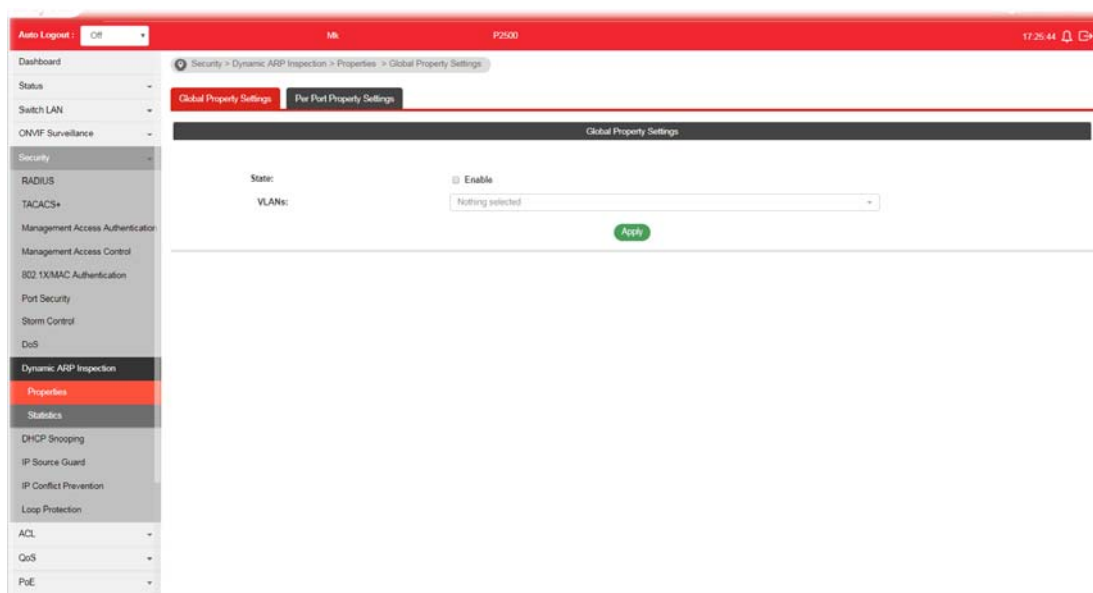 Auto Logout : Off Mk P2500 17:25:44
Dashboard
Security > Dynamic ARP Inspection > Properties > Global Property Settings
Status
Global Property Settings Per Port Property Settings
Switch LAN
ONVIF Surveillance
Global Property Settings
Security
RADIUS
State: Enable
TACACS+
VLANs: Nothing selected
Management Access Authentication
Apply
Management Access Control
802.1X/MAC Authentication
Port Security
Storm Control
DoS
Dynamic ARP Inspection
Properties
Statistics
DHCP Snooping
IP Source Guard
IP Conflict Prevention
Loop Protection
ACL
QoS
PoE